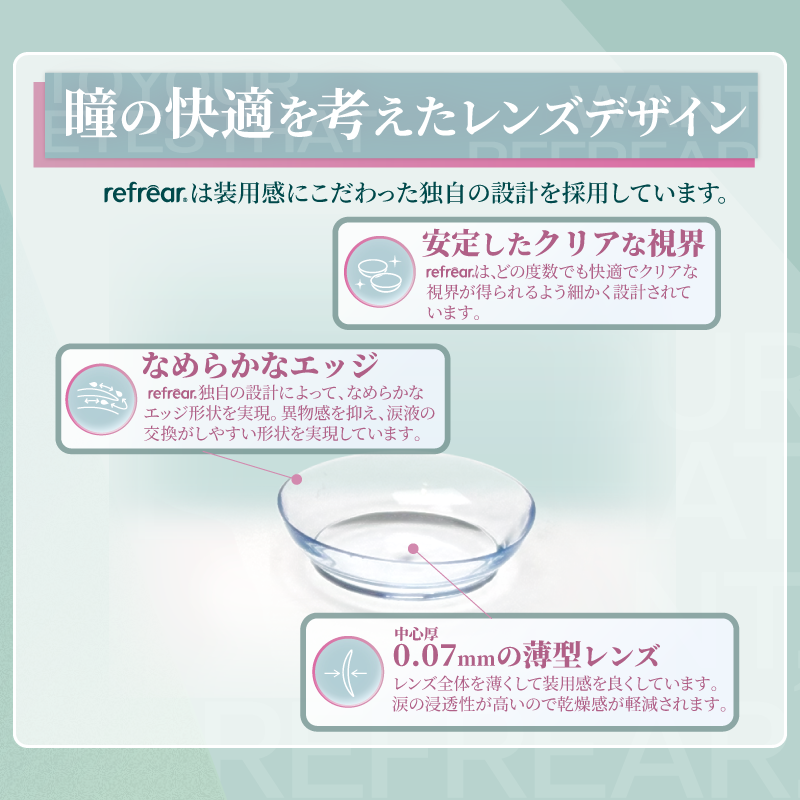 瞳の快適を考えたレンズデザイン
refrēar.は装用感にこだわった独自の設計を採用しています。
安定したクリアな視界
refrēar.は、どの度数でも快適でクリアな
視界が得られるよう細かく設計されて
います。
なめらかなエッジ
refrēar.独自の設計によって、なめらかな
エッジ形状を実現。異物感を抑え、涙液の
交換がしやすい形状を実現しています。
中心厚
0.07mmの薄型レンズ
レンズ全体を薄くして装用感を良くしています。
涙の浸透性が高いので乾燥感が軽減されます。
REFREAR.